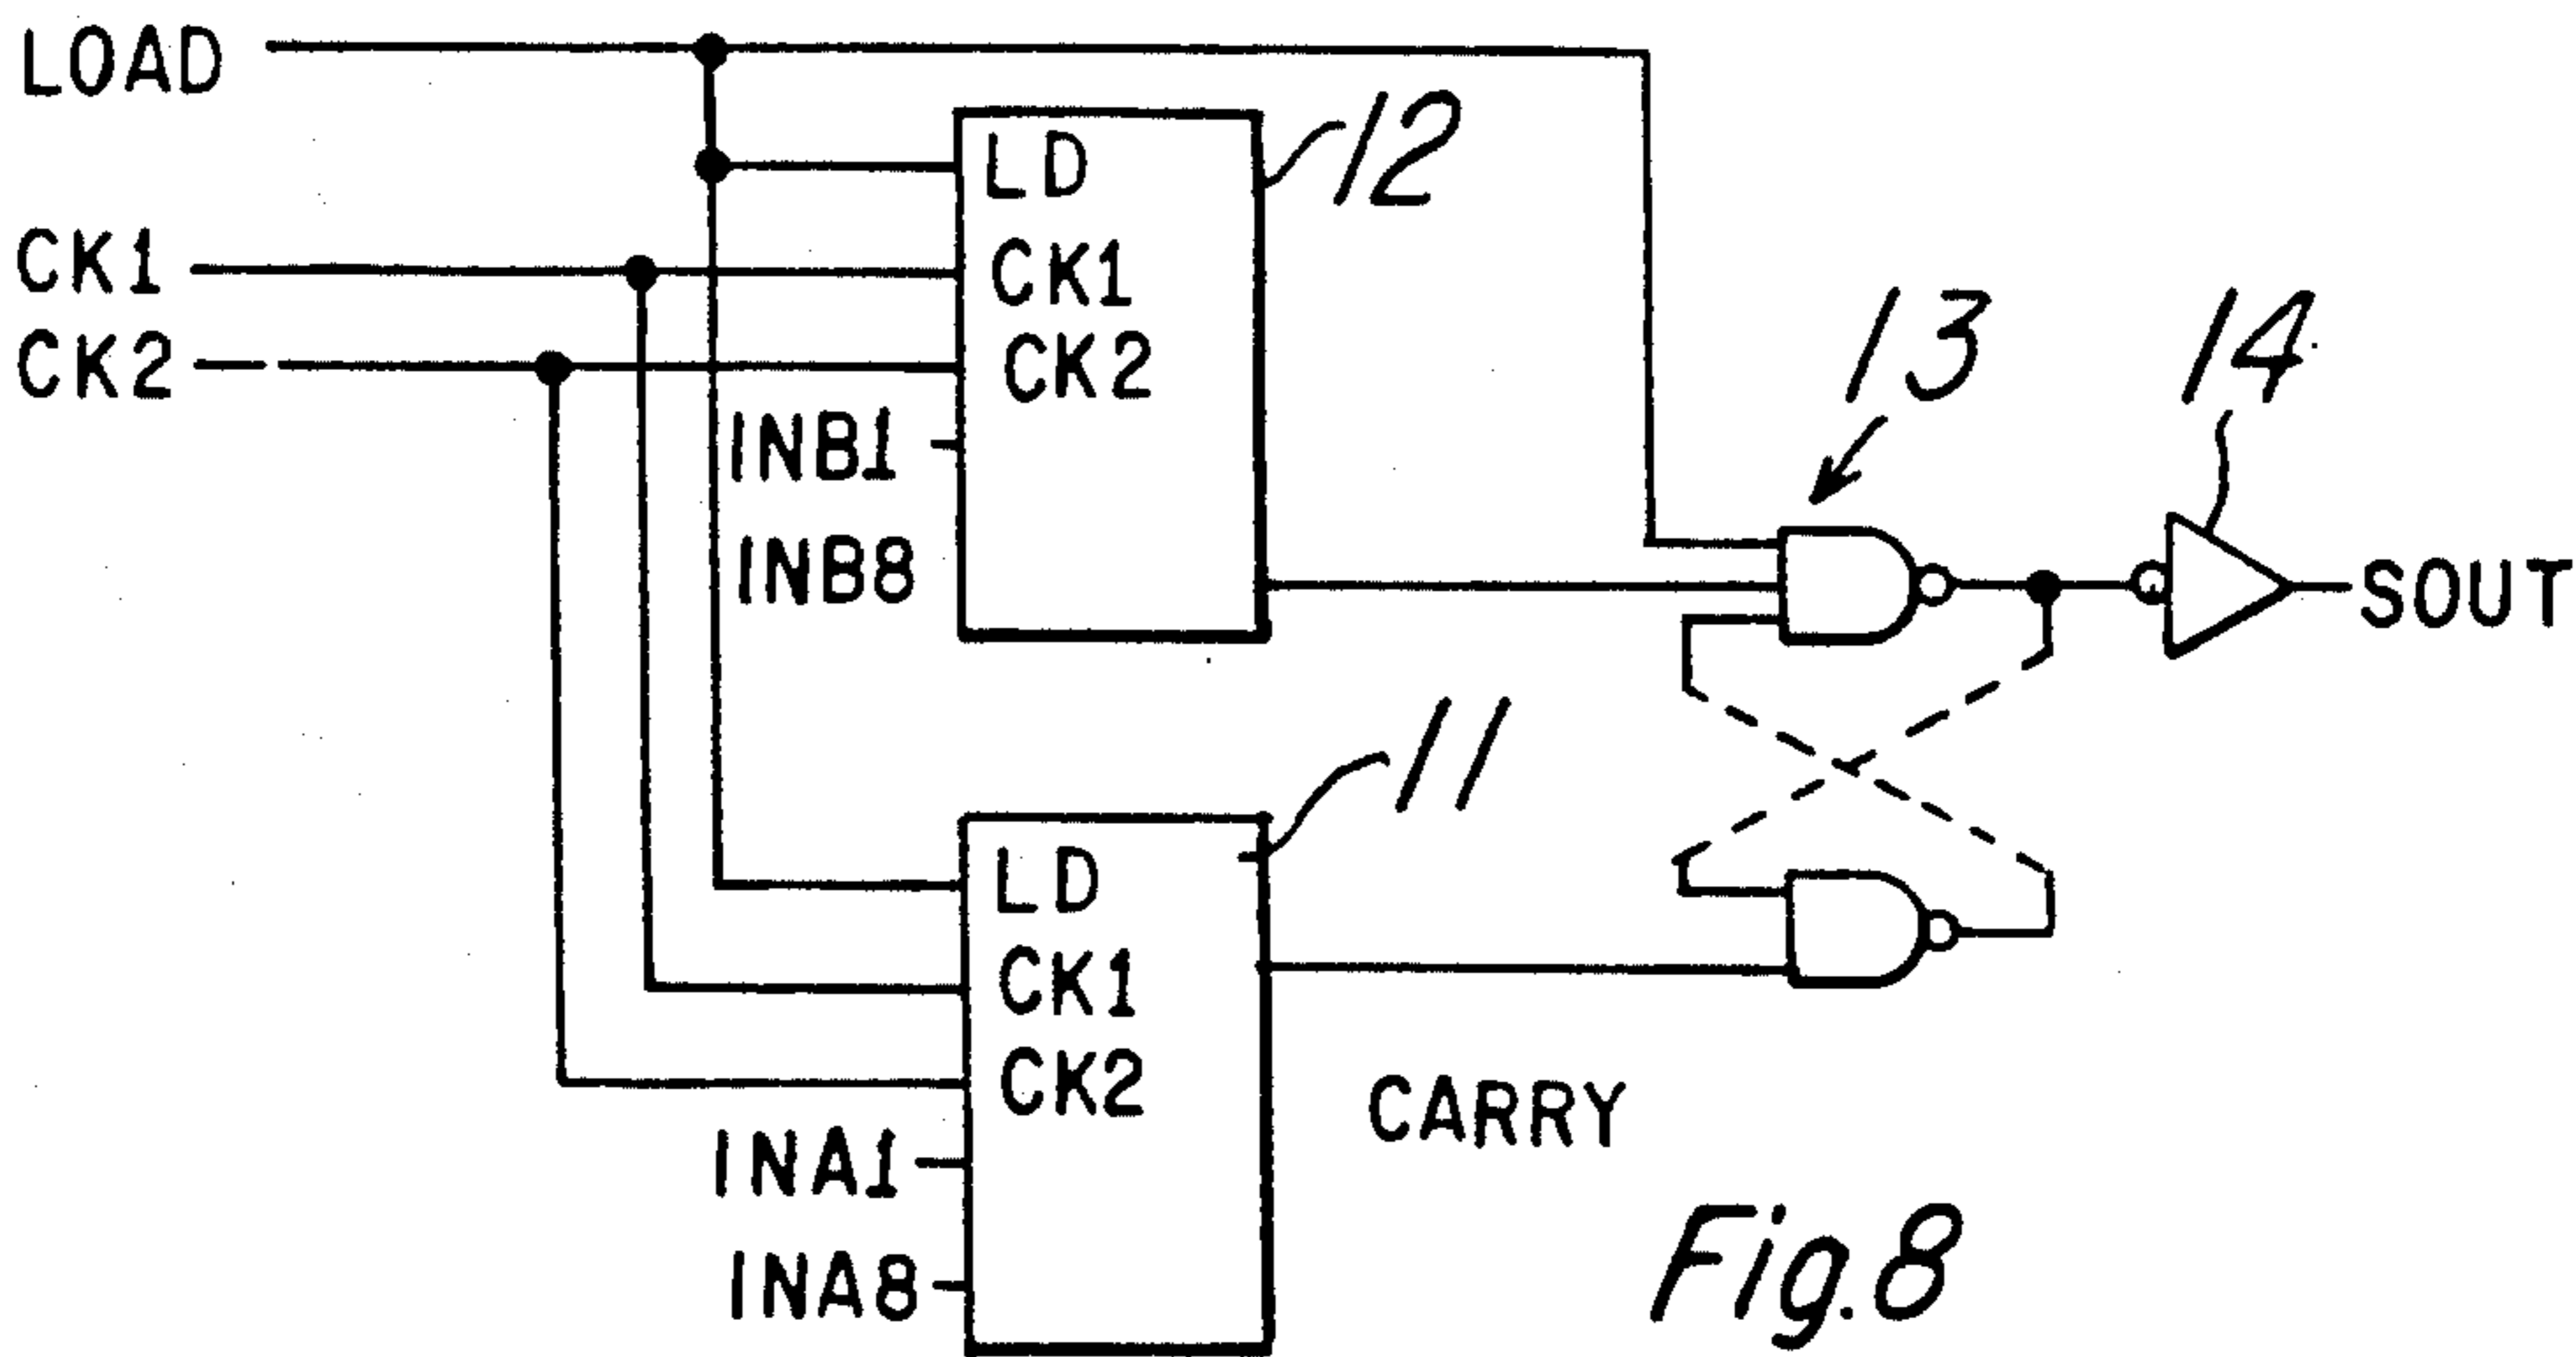 LOAD
12
LD
CK1
CK1
CK2
CK2
INB1
INB8
13
14
SOUT
11
LD
CK1
CK2
CARRY
INA1
INA8
Fig.8